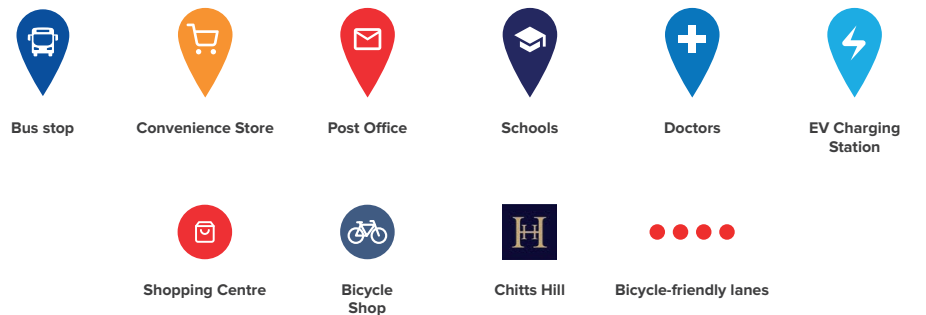 Bus stop
Convenience Store
Post Office
Schools
Doctors
EV Charging
Station
H
Shopping Centre
Bicycle
Shop
Chitts Hill
Bicycle-friendly lanes